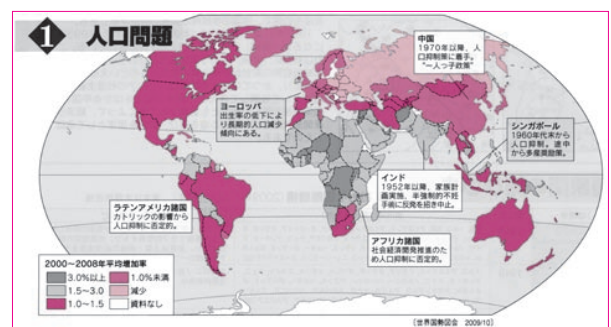 1 人口問題
中国
1970年以降、人
口抑制策に着手。
“一人っ子政策”
ヨーロッパ
出生率の低下によ
り長期的人口減少
傾向にある。
シンガポール
1960年代末から
人口抑制。途中
から多産奨励策。
インド
1952年以降、家族計
画実施、半強制的不妊
手術に反発を招き中止。
ラテンアメリカ諸国
カトリックの影響から
人口抑制に否定的。
アフリカ諸国
社会経済開発推進のた
め人口抑制に否定的。
2000〜2008年平均増加率
3.0%以上
1.0%未満
1.5〜3.0
減少
1.0〜1.5
資料なし
〔世界国勢図会 2009/10〕